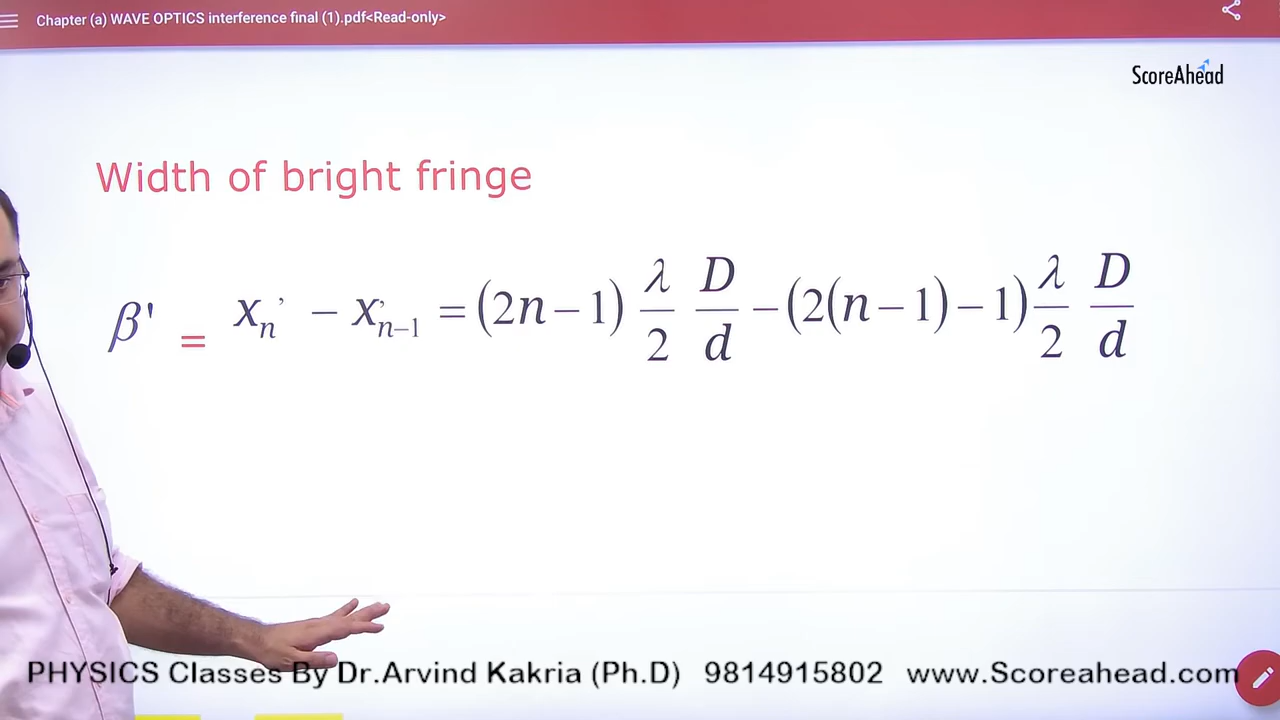 Chapter (a) WAVE OPTICS interference final (1).pdf<Read-only>
ScoreAhead
Width of bright fringe
β' = xₙ' − x'ₙ₋₁ = (2n − 1) λ/2 D/d − (2(n − 1) − 1) λ/2 D/d
PHYSICS Classes By Dr.Arvind Kakria (Ph.D) 9814915802 www.Scoreahead.com